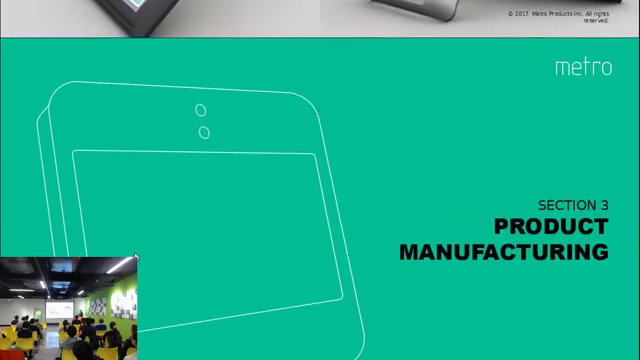 © 2017. Metro Products Inc. All rights
reserved.
metro
SECTION 3
PRODUCT
MANUFACTURING